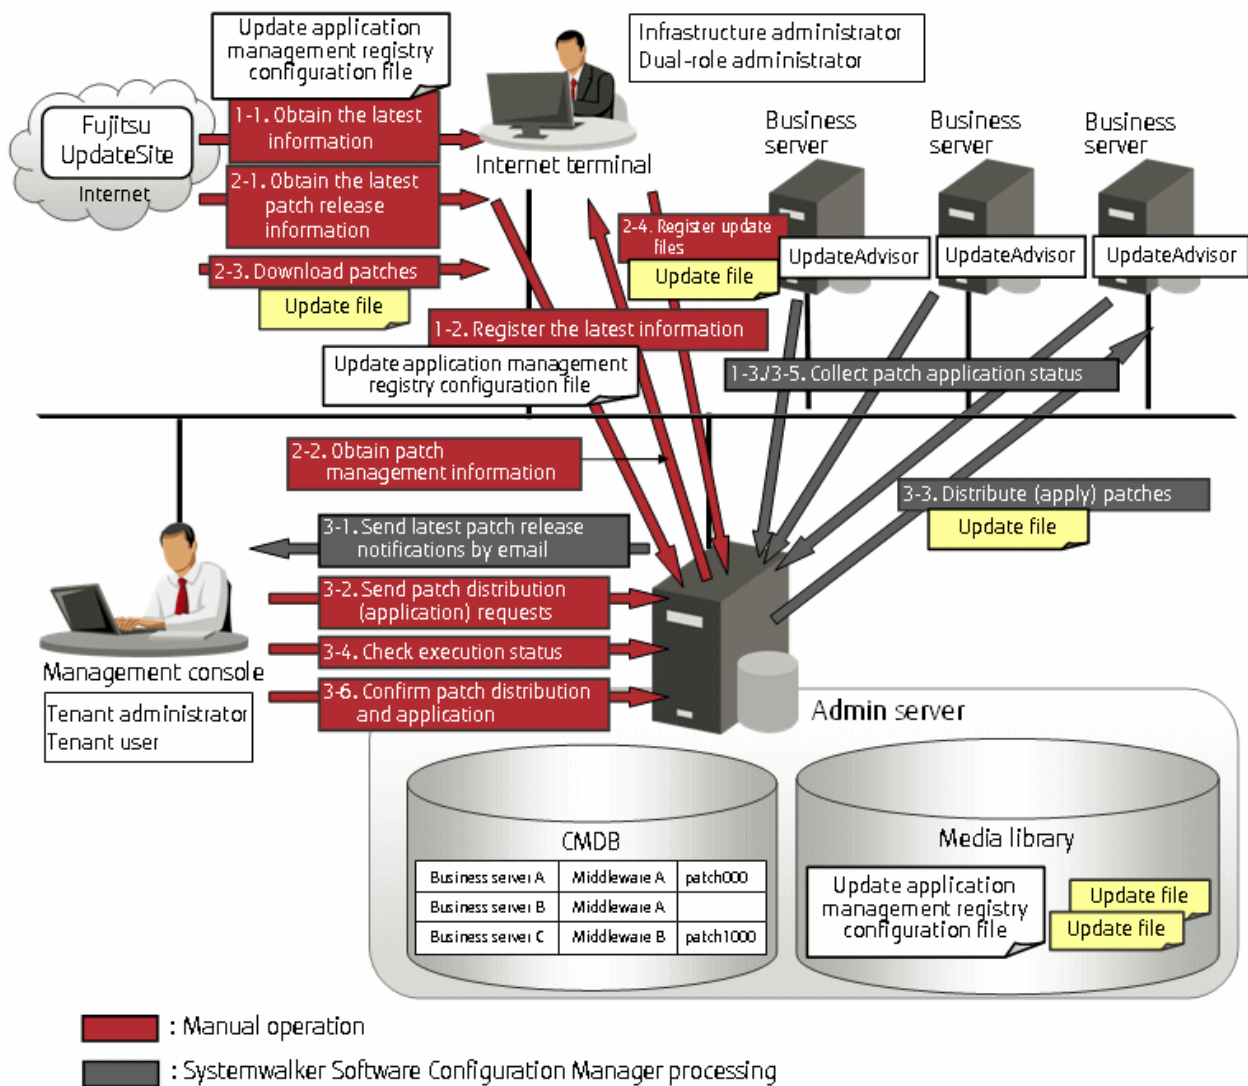 Update application
management registry
configuration file
Infrastructure administrator
Dual-role administrator
Fujitsu
UpdateSite
Internet
1-1. Obtain the latest
information
Internet terminal
2-1. Obtain the latest
patch release
information
2-3. Download patches
Update file
Business
server
Business
server
Business
server
UpdateAdvisor
UpdateAdvisor
UpdateAdvisor
2-4. Register update
files
Update file
1-2. Register the latest information
Update application management
registry configuration file
1-3./3-5. Collect patch application status
2-2. Obtain patch
management information
3-3. Distribute (apply) patches
Update file
3-1. Send latest patch release
notifications by email
3-2. Send patch distribution
(application) requests
3-4. Check execution status
3-6. Confirm patch distribution
and application
Management console
Tenant administrator
Tenant user
Admin server
CMDB
Business server A Middleware A patch000
Business server B Middleware A
Business server C Middleware B patch1000
Media library
Update application
management registry
configuration file
Update file
Update file
: Manual operation
: Systemwalker Software Configuration Manager processing